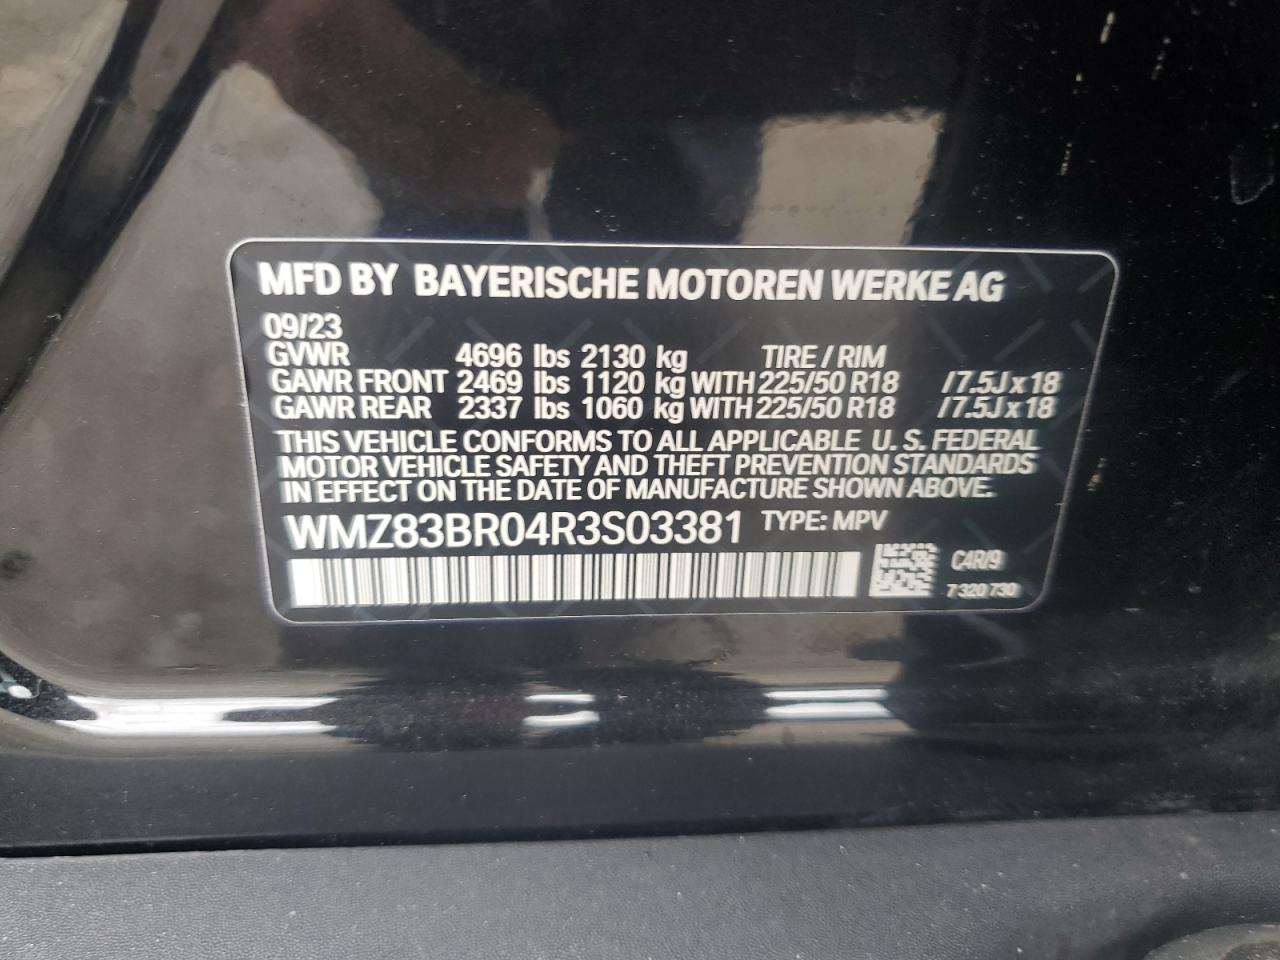 MFD BY BAYERISCHE MOTOREN WERKE AG
09/23
GVWR 4696 lbs 2130 kg TIRE / RIM
GAWR FRONT 2469 lbs 1120 kg WITH 225/50 R18 / 7.5J x 18
GAWR REAR 2337 lbs 1060 kg WITH 225/50 R18 / 7.5J x 18
THIS VEHICLE CONFORMS TO ALL APPLICABLE U. S. FEDERAL
MOTOR VEHICLE SAFETY AND THEFT PREVENTION STANDARDS
IN EFFECT ON THE DATE OF MANUFACTURE SHOWN ABOVE.
WMZ83BR04R3S03381 TYPE: MPV
C4R/9
7 320 730